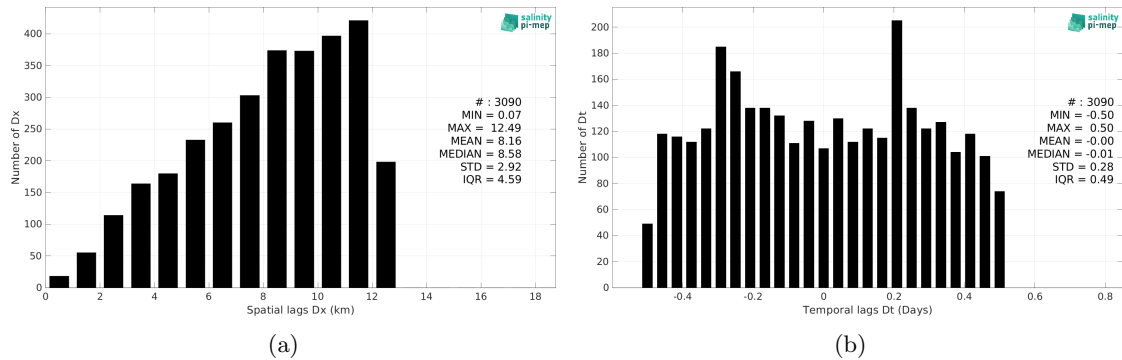 salinity
pi-mep
400
350
300
250
200
150
100
50
0
Number of Dx
# : 3090
MIN = 0.07
MAX = 12.49
MEAN = 8.16
MEDIAN = 8.58
STD = 2.92
IQR = 4.59
0 2 4 6 8 10 12 14 16 18
Spatial lags Dx (km)
(a)
salinity
pi-mep
200
180
160
140
120
100
80
60
40
20
0
Number of Dt
# : 3090
MIN = -0.50
MAX = 0.50
MEAN = -0.00
MEDIAN = -0.01
STD = 0.28
IQR = 0.49
-0.4 -0.2 0 0.2 0.4 0.6 0.8
Temporal lags Dt (Days)
(b)